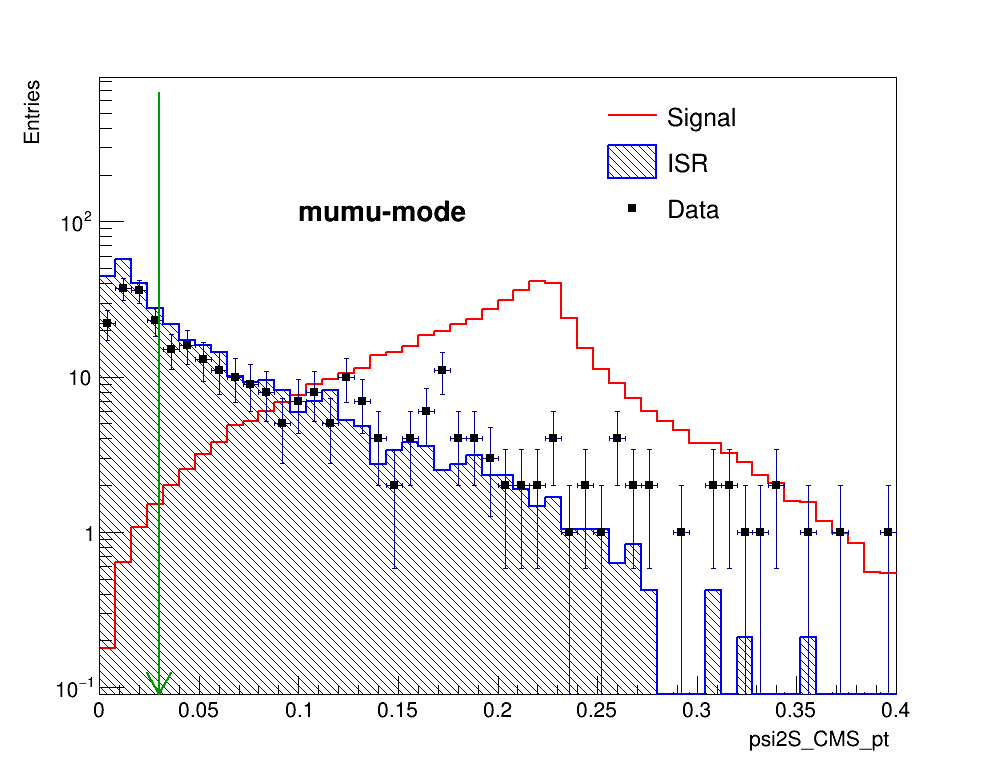 Entries
Signal
ISR
Data
mumu-mode
10²
10
1
10⁻¹
0 0.05 0.1 0.15 0.2 0.25 0.3 0.35 0.4
psi2S_CMS_pt